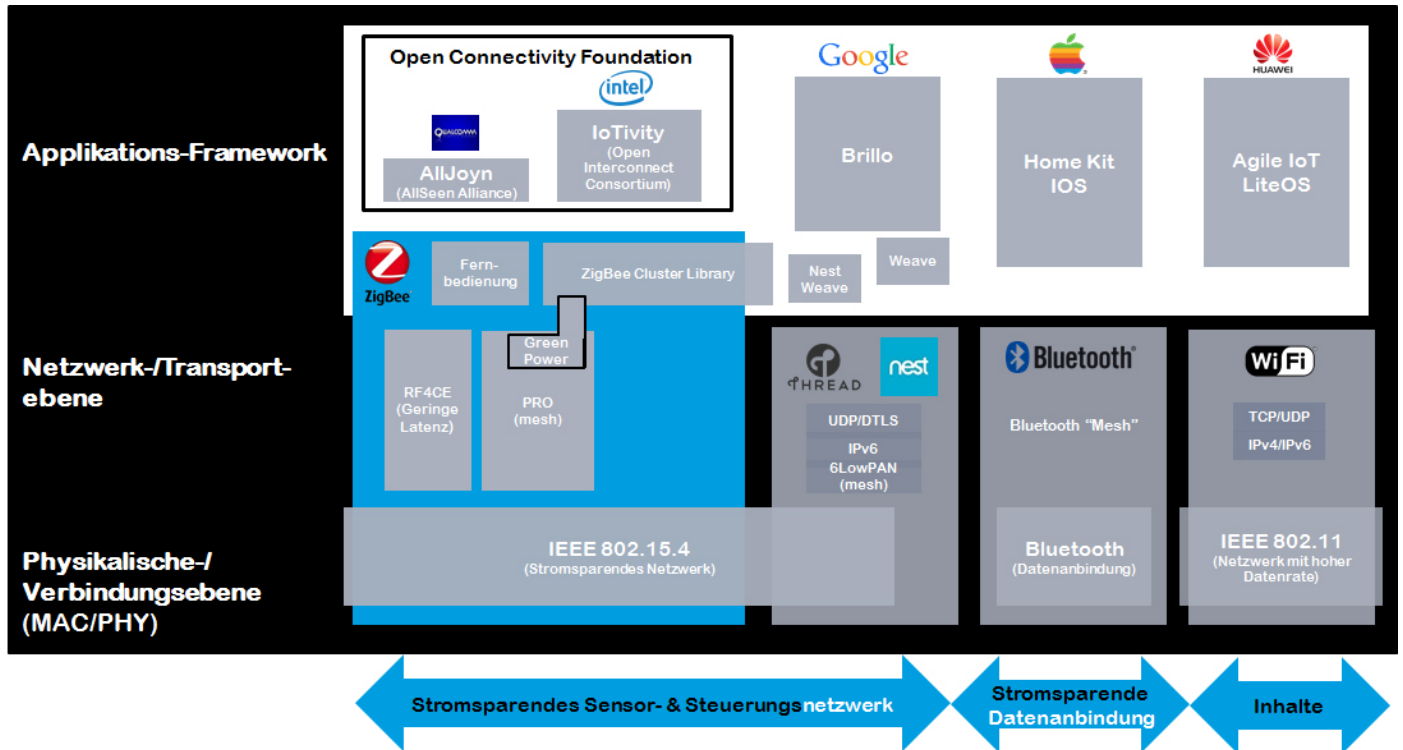 Open Connectivity Foundation
Google
HUAWEI
intel
QUALCOMM
Applikations-Framework
AllJoyn
(AllSeen Alliance)
IoTivity
(Open
Interconnect
Consortium)
Brillo
Home Kit
IOS
Agile IoT
LiteOS
ZigBee
Fern-
bedienung
ZigBee Cluster Library
Nest
Weave
Weave
Netzwerk-/Transport-
ebene
RF4CE
(Geringe
Latenz)
Green
Power
PRO
(mesh)
THREAD
nest
UDP/DTLS
IPv6
6LowPAN
(mesh)
Bluetooth
Bluetooth “Mesh”
WiFi
TCP/UDP
IPv4/IPv6
Physikalische-/
Verbindungsebene
(MAC/PHY)
IEEE 802.15.4
(Stromsparendes Netzwerk)
Bluetooth
(Datenanbindung)
IEEE 802.11
(Netzwerk mit hoher
Datenrate)
Stromsparendes Sensor- & Steuerungsnetzwerk
Stromsparende
Datenanbindung
Inhalte